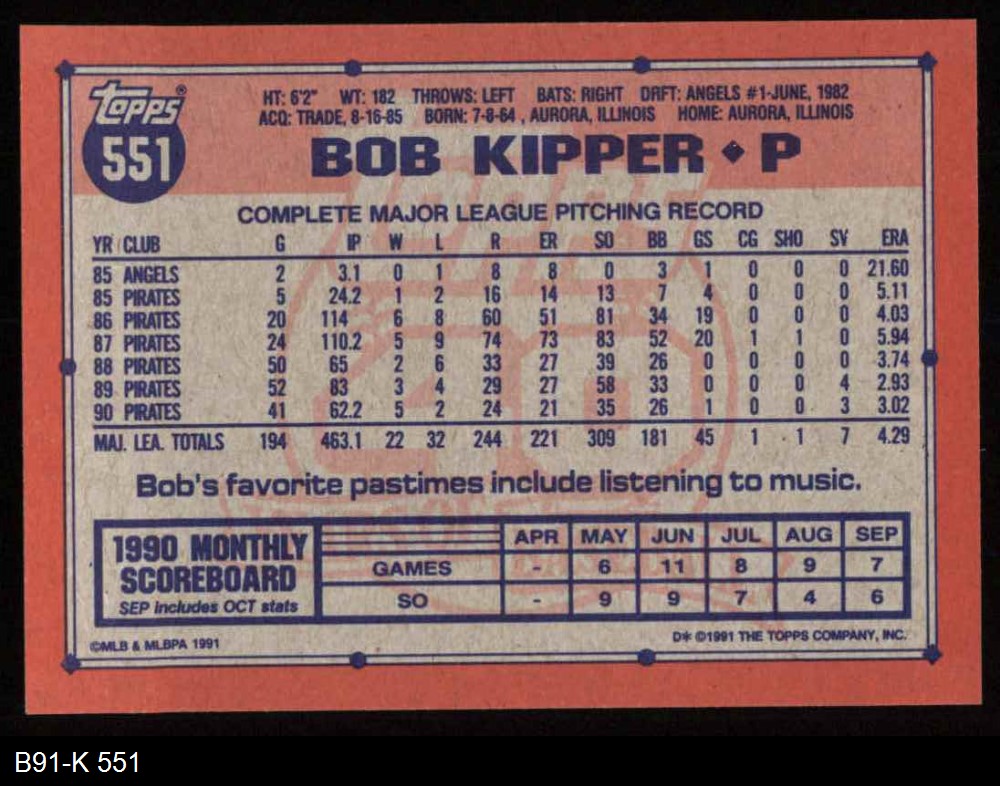 Topps®
551
HT: 6'2" WT: 182 THROWS: LEFT BATS: RIGHT DRFT: ANGELS #1-JUNE, 1982
ACQ: TRADE, 8-16-85 BORN: 7-8-64 , AURORA, ILLINOIS HOME: AURORA, ILLINOIS
BOB KIPPER ♦ P
COMPLETE MAJOR LEAGUE PITCHING RECORD
YR CLUB G IP W L R ER SO BB GS CG SHO SV ERA
85 ANGELS 2 3.1 0 1 8 8 0 3 1 0 0 0 21.60
85 PIRATES 5 24.2 1 2 16 14 13 7 4 0 0 0 5.11
86 PIRATES 20 114 6 8 60 51 81 34 19 0 0 0 4.03
87 PIRATES 24 110.2 5 9 74 73 83 52 20 1 1 0 5.94
88 PIRATES 50 65 2 6 33 27 39 26 0 0 0 0 3.74
89 PIRATES 52 83 3 4 29 27 58 33 0 0 0 4 2.93
90 PIRATES 41 62.2 5 2 24 21 35 26 1 0 0 3 3.02
MAJ. LEA. TOTALS 194 463.1 22 32 244 221 309 181 45 1 1 7 4.29
Bob's favorite pastimes include listening to music.
1990 MONTHLY
SCOREBOARD
SEP includes OCT stats
APR MAY JUN JUL AUG SEP
GAMES - 6 11 8 9 7
SO - 9 9 7 4 6
©MLB & MLBPA 1991
D* ©1991 THE TOPPS COMPANY, INC.
B91-K 551